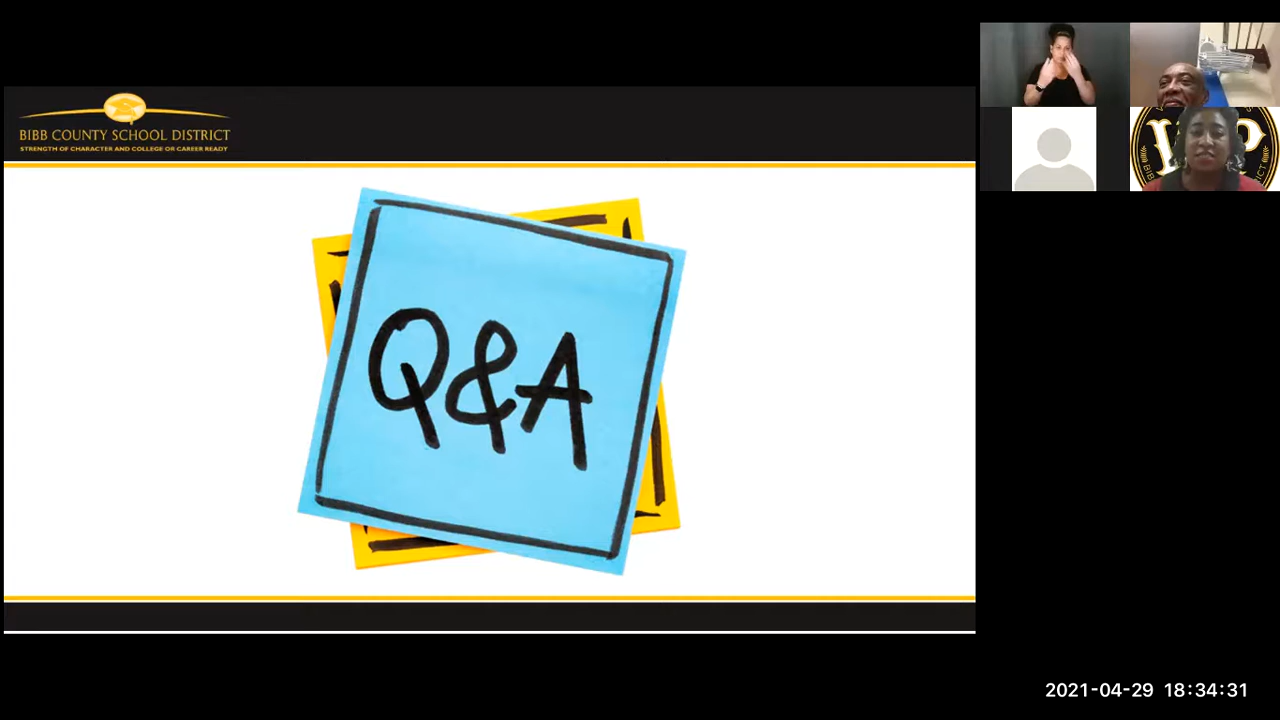 BIBB COUNTY SCHOOL DISTRICT
STRENGTH OF CHARACTER AND COLLEGE OR CAREER READY
Q&A
2021-04-29 18:34:31